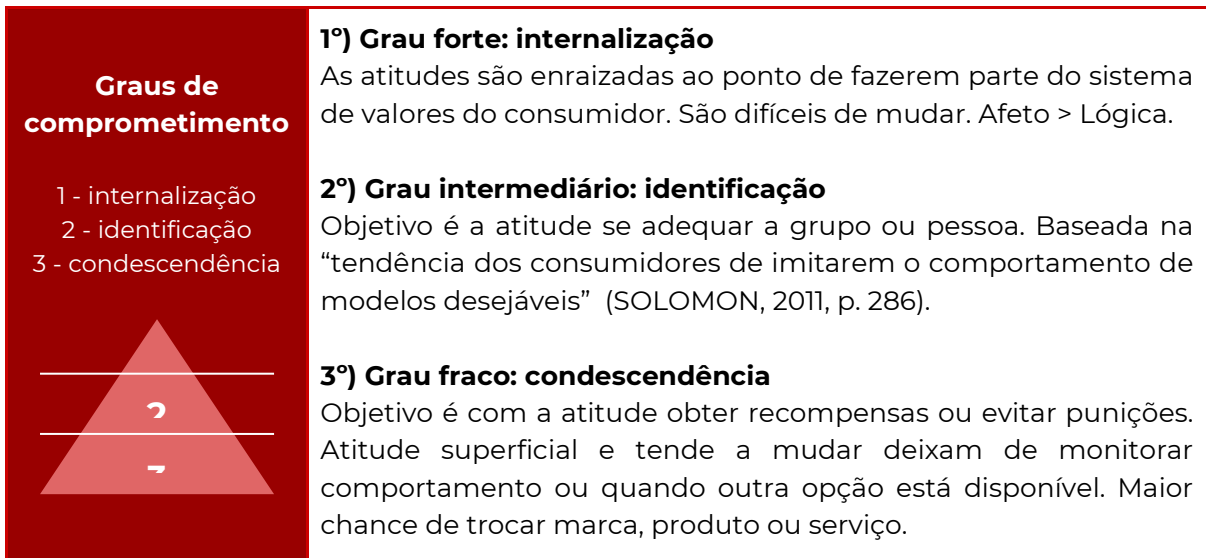 Graus de
comprometimento
1 - internalização
2 - identificação
3 - condescendência
2
1º) Grau forte: internalização
As atitudes são enraizadas ao ponto de fazerem parte do sistema
de valores do consumidor. São difíceis de mudar. Afeto > Lógica.
2º) Grau intermediário: identificação
Objetivo é a atitude se adequar a grupo ou pessoa. Baseada na
“tendência dos consumidores de imitarem o comportamento de
modelos desejáveis” (SOLOMON, 2011, p. 286).
3º) Grau fraco: condescendência
Objetivo é com a atitude obter recompensas ou evitar punições.
Atitude superficial e tende a mudar deixam de monitorar
comportamento ou quando outra opção está disponível. Maior
chance de trocar marca, produto ou serviço.